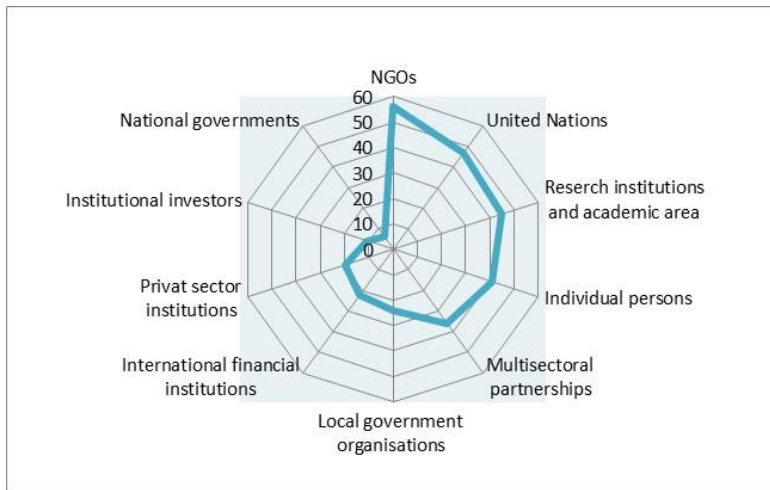 NGOs
60
50
40
30
20
10
0
United Nations
Reserch institutions
and academic area
Individual persons
Multisectoral
partnerships
Local government
organisations
International financial
institutions
Privat sector
institutions
Institutional investors
National governments